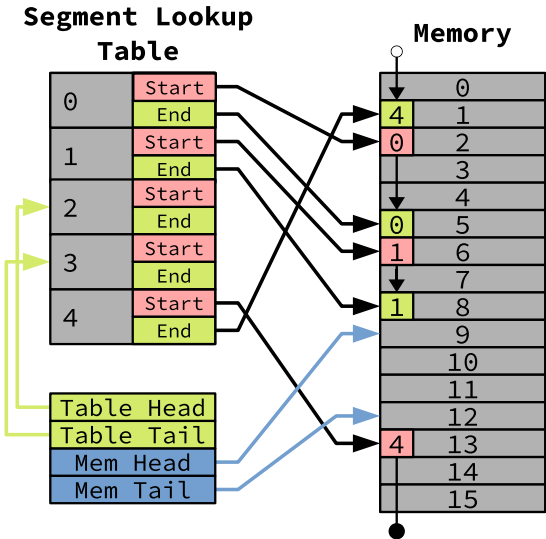 Segment Lookup
Table
0
Start
End
1
Start
End
2
Start
End
3
Start
End
4
Start
End
Table Head
Table Tail
Mem Head
Mem Tail
Memory
0
4 1
0 2
3
4
0 5
1 6
7
1 8
9
10
11
12
4 13
14
15